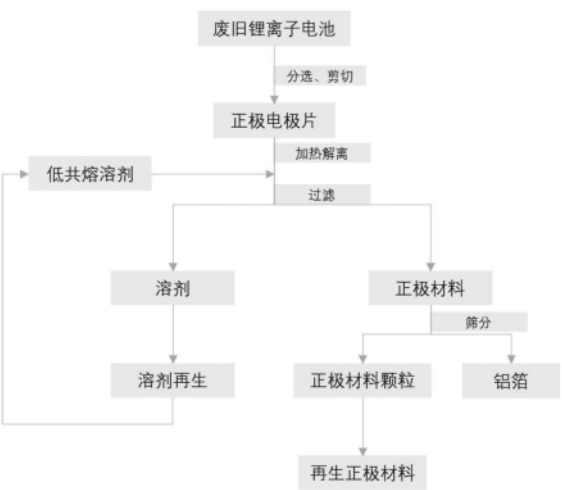 废旧锂离子电池
分选、剪切
正极电极片
加热解离
低共熔溶剂
过滤
溶剂
正极材料
筛分
溶剂再生
正极材料颗粒
铝箔
再生正极材料